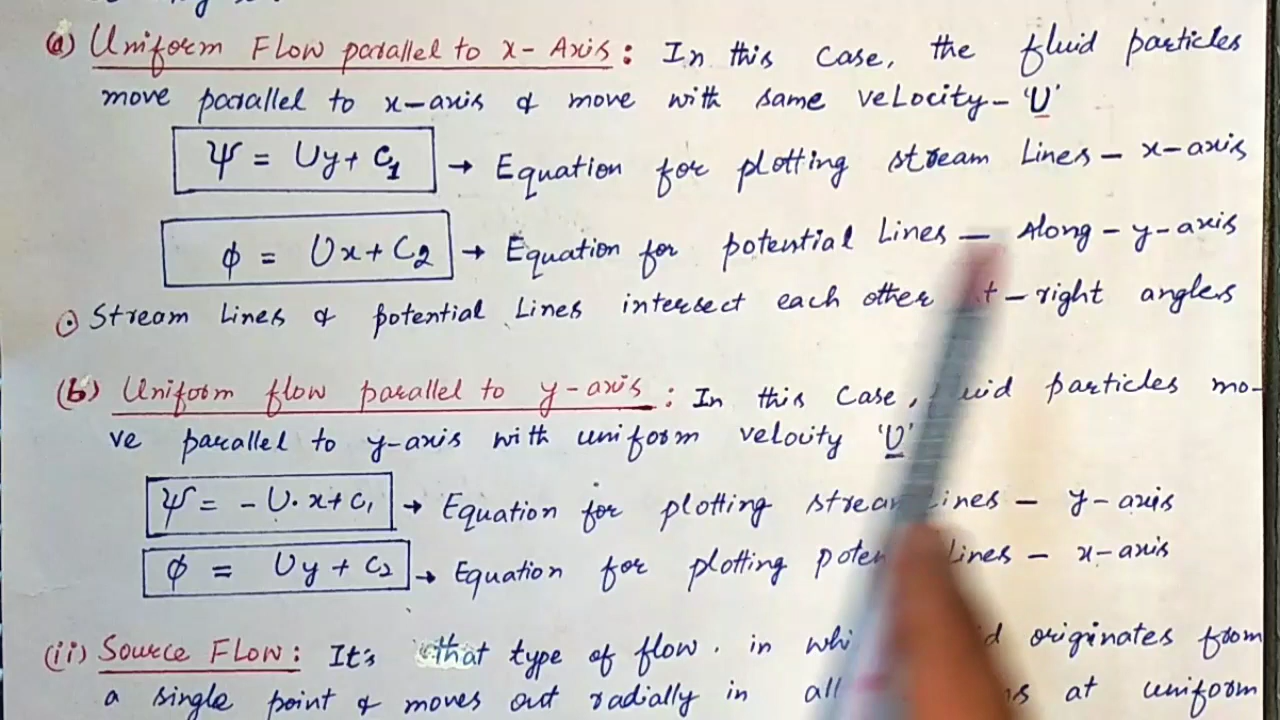 (a) Uniform Flow parallel to x-Axis: In this case, the fluid particles
move parallel to x-axis & move with same velocity- 'U'
Ψ = Uy + C1 → Equation for plotting stream lines - x-axis
ϕ = Ux + C2 → Equation for potential lines - Along-y-axis
Stream lines & potential lines intersect each other - right anglers
(b) Uniform flow parallel to y-axis: In this case, particles mo-
ve parallel to y-axis with uniform velocity 'U'
Ψ = - U. x + C1 → Equation for plotting lines - y-axis
ϕ = Uy + C2 → Equation for plotting lines - x-axis
(ii) Source Flow: It's that type of flow. in originates from
a single point & moves out radially in all at uniform